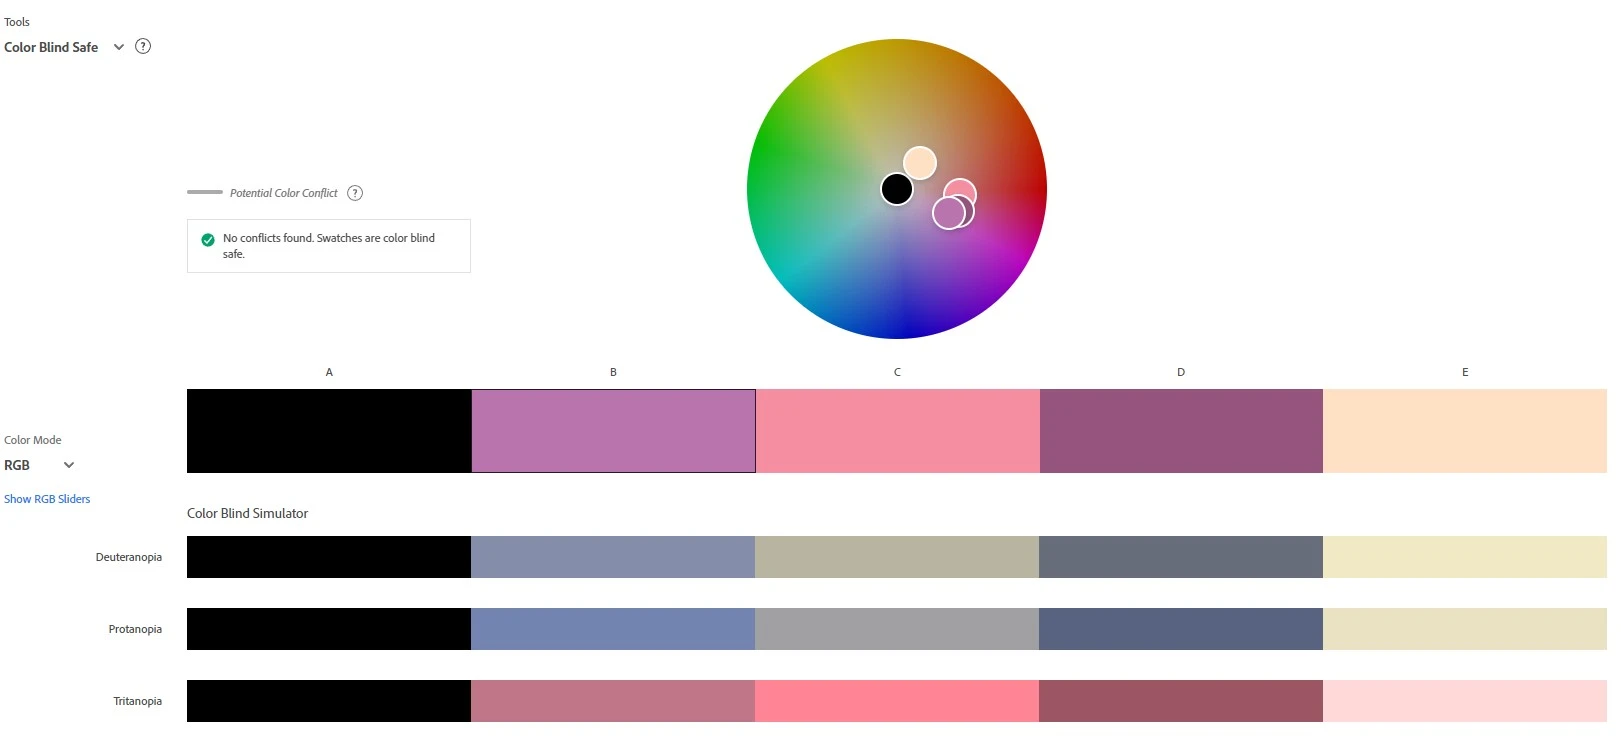 Tools
Color Blind Safe
?
Potential Color Conflict
?
No conflicts found. Swatches are color blind
safe.
A B C D E
Color Mode
RGB
Show RGB Sliders
Color Blind Simulator
Deuteranopia
Protanopia
Tritanopia